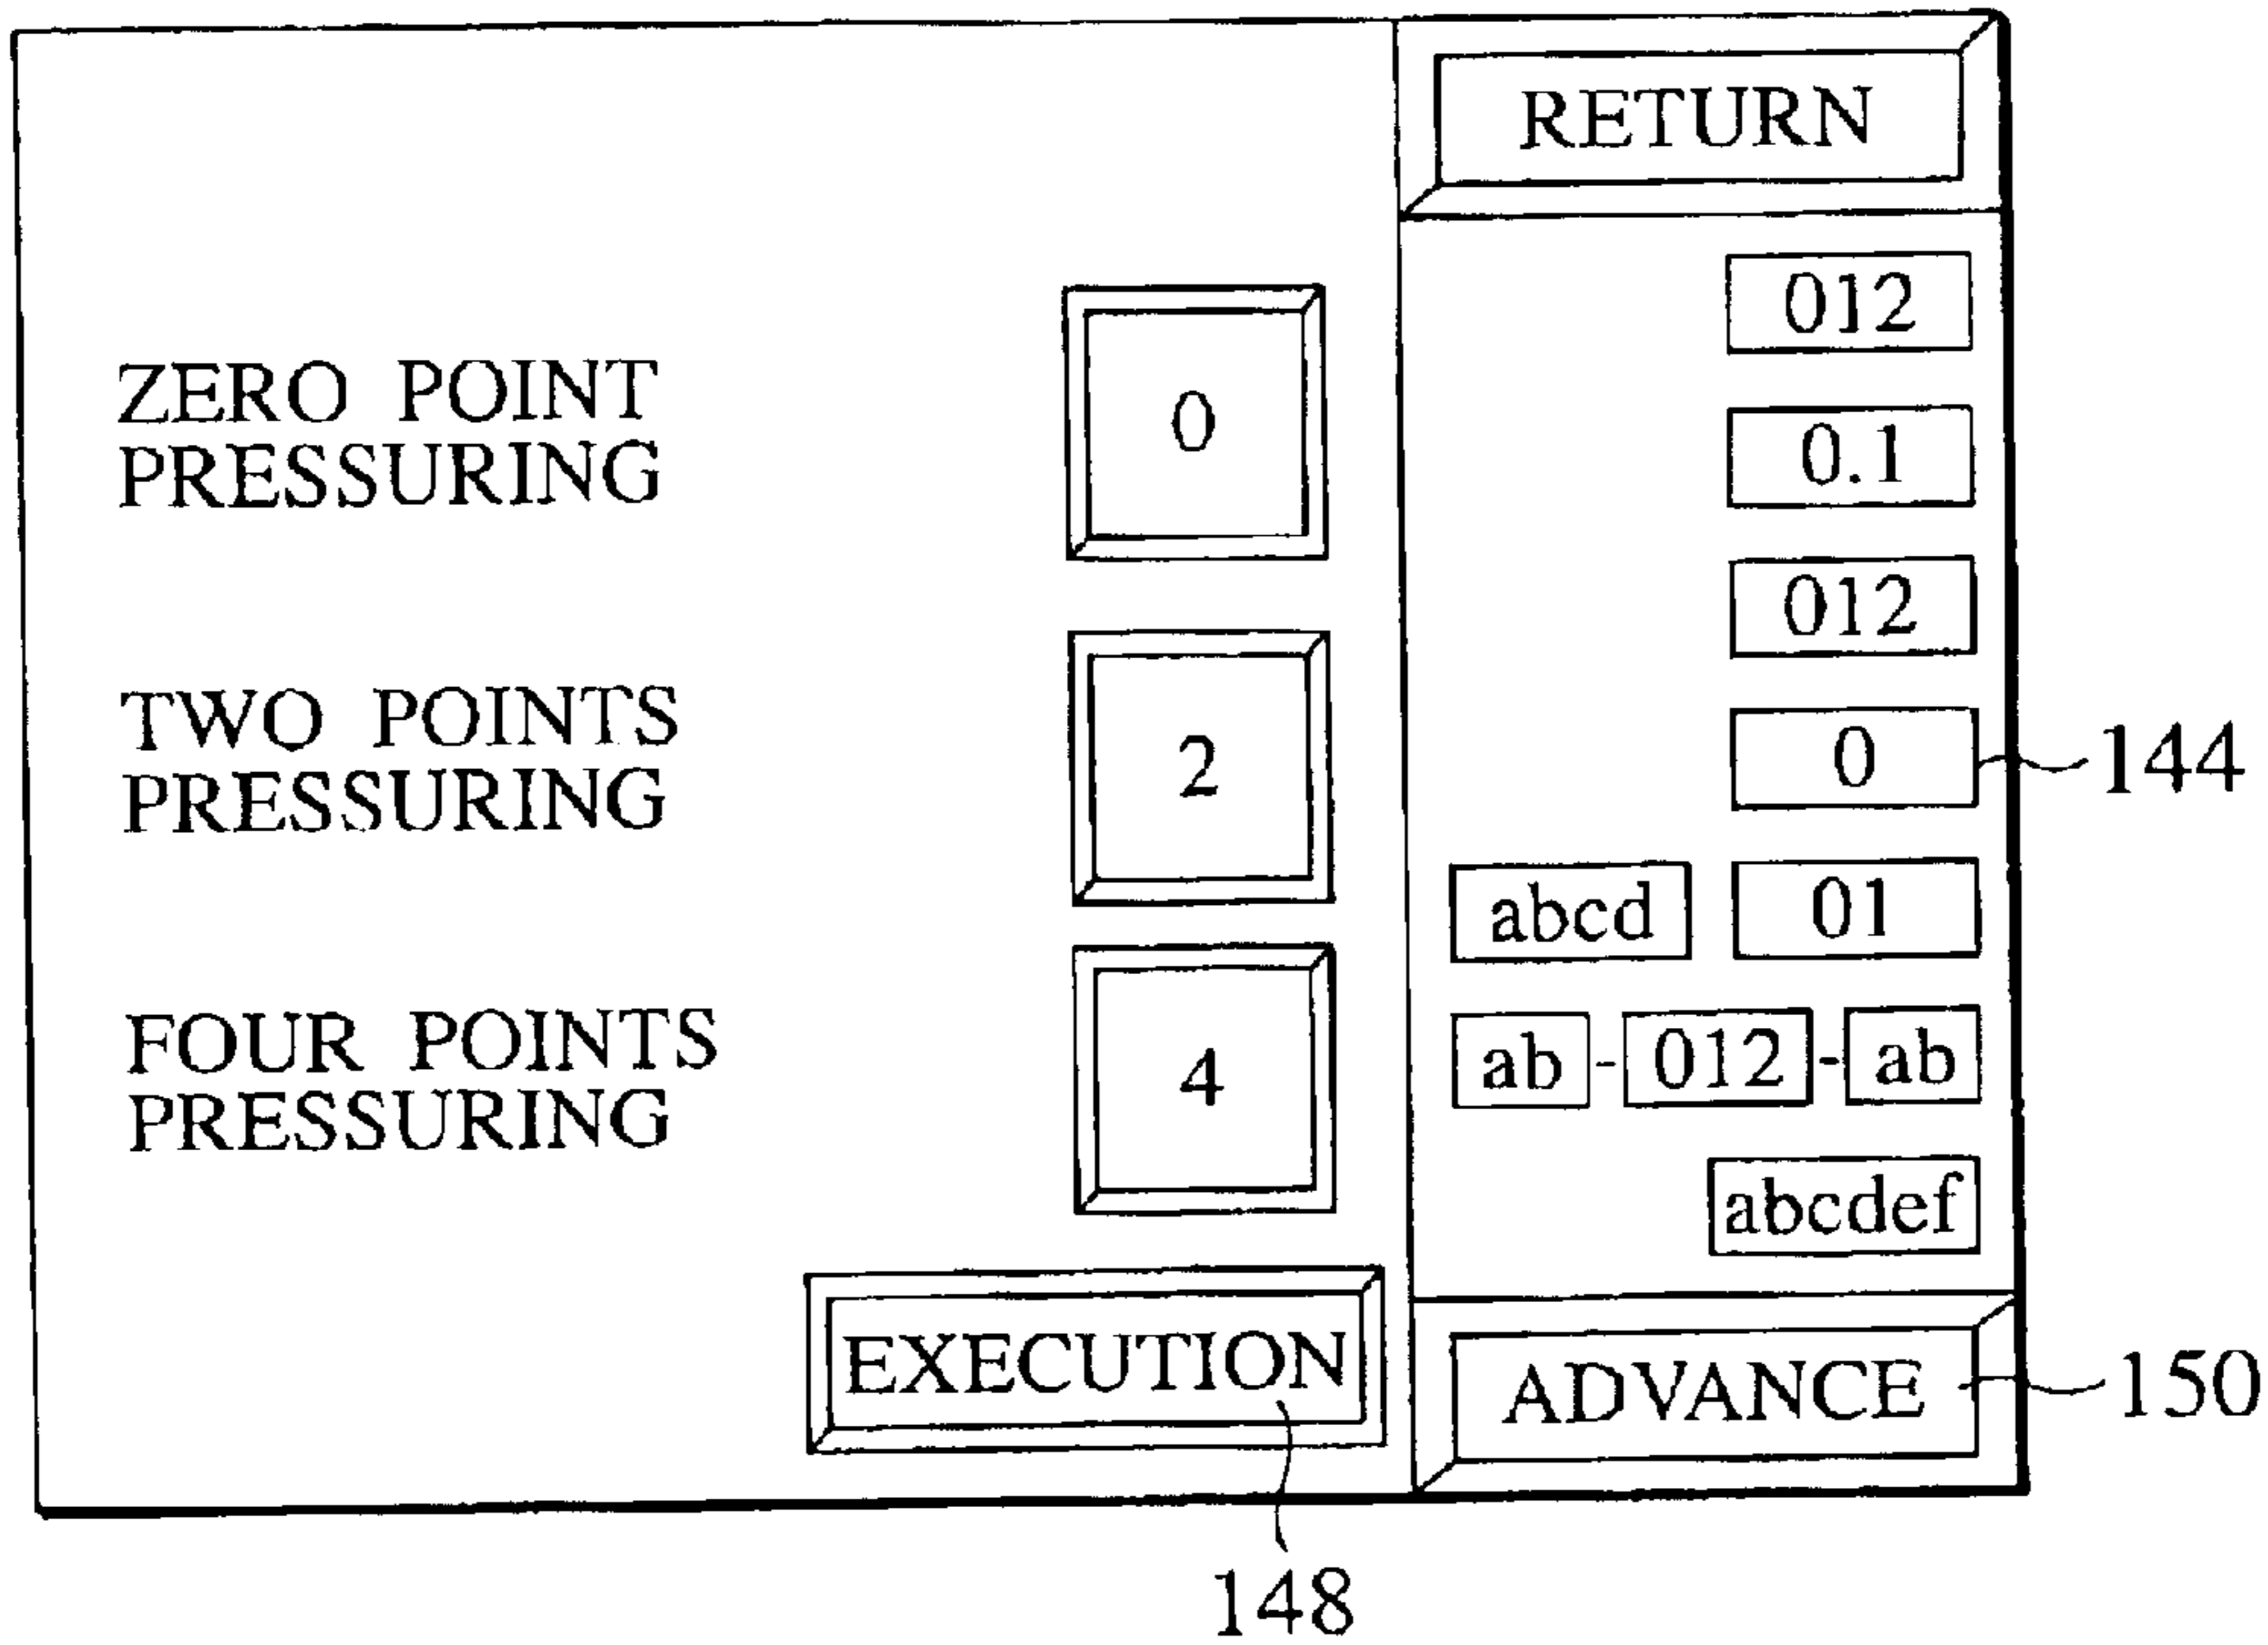 RETURN
ZERO POINT
PRESSURING
0
TWO POINTS
PRESSURING
2
FOUR POINTS
PRESSURING
4
EXECUTION
148
012
0.1
012
0
144
abcd 01
ab - 012 - ab
abcdef
ADVANCE
150